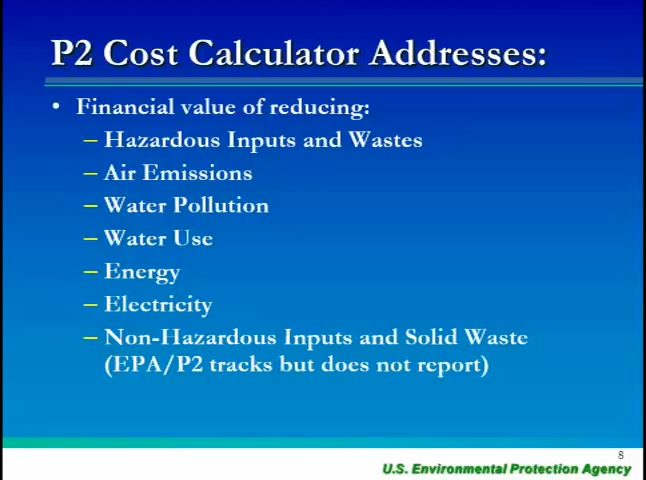 P2 Cost Calculator Addresses:
• Financial value of reducing:
– Hazardous Inputs and Wastes
– Air Emissions
– Water Pollution
– Water Use
– Energy
– Electricity
– Non-Hazardous Inputs and Solid Waste
(EPA/P2 tracks but does not report)
8
U.S. Environmental Protection Agency